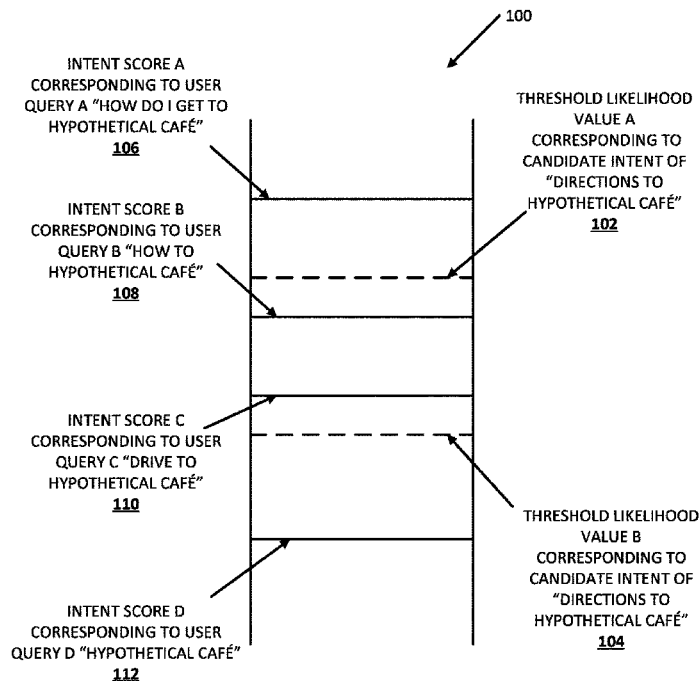 100
INTENT SCORE A
CORRESPONDING TO USER
QUERY A "HOW DO I GET TO
HYPOTHETICAL CAFÉ"
106
THRESHOLD LIKELIHOOD
VALUE A
CORRESPONDING TO
CANDIDATE INTENT OF
"DIRECTIONS TO
HYPOTHETICAL CAFÉ"
102
INTENT SCORE B
CORRESPONDING TO USER
QUERY B "HOW TO
HYPOTHETICAL CAFÉ"
108
INTENT SCORE C
CORRESPONDING TO USER
QUERY C "DRIVE TO
HYPOTHETICAL CAFÉ"
110
THRESHOLD LIKELIHOOD
VALUE B
CORRESPONDING TO
CANDIDATE INTENT OF
"DIRECTIONS TO
HYPOTHETICAL CAFÉ"
104
INTENT SCORE D
CORRESPONDING TO USER
QUERY D "HYPOTHETICAL CAFÉ"
112